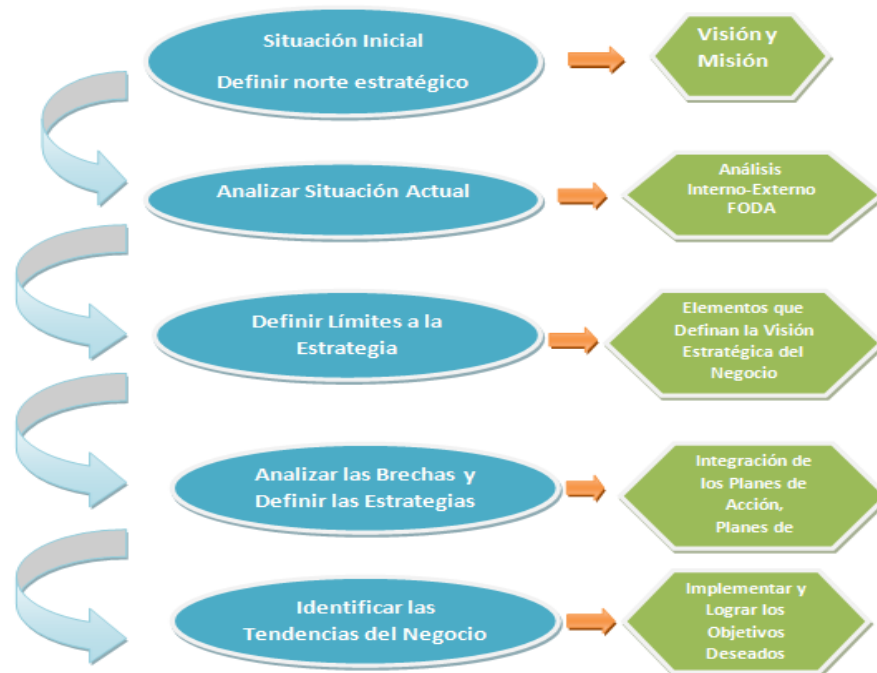 Situación Inicial
Definir norte estratégico
Visión y
Misión
Analizar Situación Actual
Análisis
Interno-Externo
FODA
Definir Límites a la
Estrategia
Elementos que
Definan la Visión
Estratégica del
Negocio
Analizar las Brechas y
Definir las Estrategias
Integración de
los Planes de
Acción,
Planes de
Identificar las
Tendencias del Negocio
Implementar y
Lograr los
Objetivos
Deseados